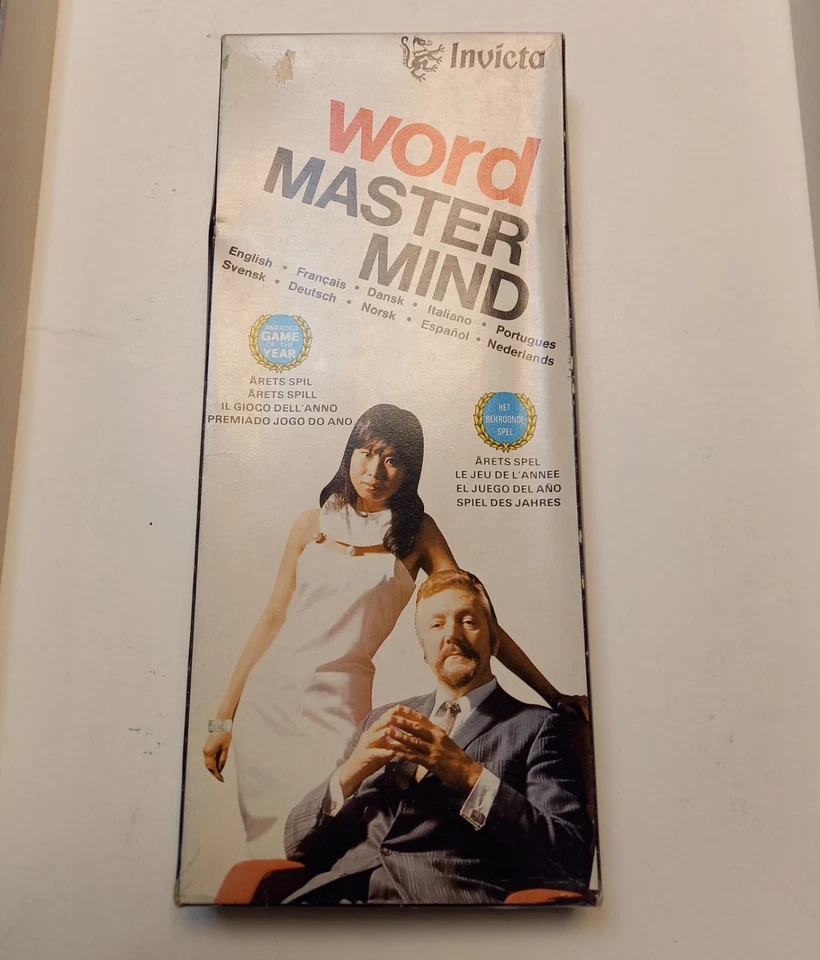 Invicta
word
MASTER
MIND
English • Français • Dansk • Italiano • Portugues
Svensk • Deutsch • Norsk • Español • Nederlands
AWARDED
GAME
OF THE
YEAR
ÅRETS SPIL
ÅRETS SPILL
IL GIOCO DELL'ANNO
PREMIADO JOGO DO ANO
HET
BEKROONDE
SPEL
ÅRETS SPEL
LE JEU DE L'ANNEE
EL JUEGO DEL AÑO
SPIEL DES JAHRES